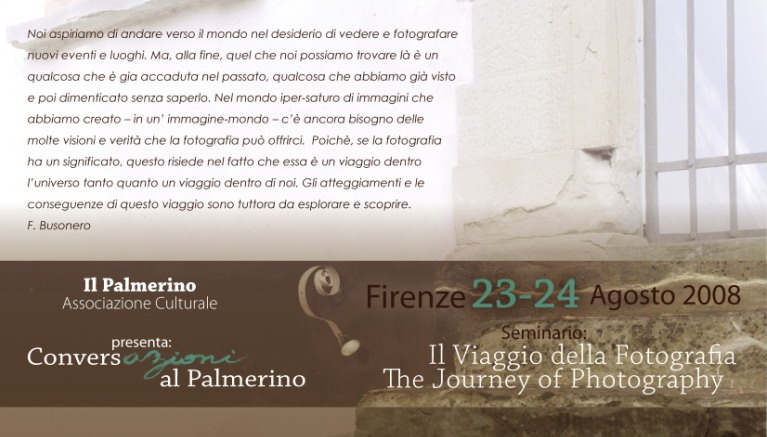 Noi aspiriamo di andare verso il mondo nel desiderio di vedere e fotografare
nuovi eventi e luoghi. Ma, alla fine, quel che noi possiamo trovare là è un
qualcosa che è gia accaduta nel passato, qualcosa che abbiamo già visto
e poi dimenticato senza saperlo. Nel mondo iper-saturo di immagini che
abbiamo creato – in un' immagine-mondo – c'è ancora bisogno delle
molte visioni e verità che la fotografia può offrirci. Poichè, se la fotografia
ha un significato, questo risiede nel fatto che essa è un viaggio dentro
l'universo tanto quanto un viaggio dentro di noi. Gli atteggiamenti e le
conseguenze di questo viaggio sono tuttora da esplorare e scoprire.
F. Busonero
Il Palmerino
Associazione Culturale
presenta:
Conversazioni
al Palmerino
Firenze 23-24 Agosto 2008
Seminario:
Il Viaggio della Fotografia
The Journey of Photography